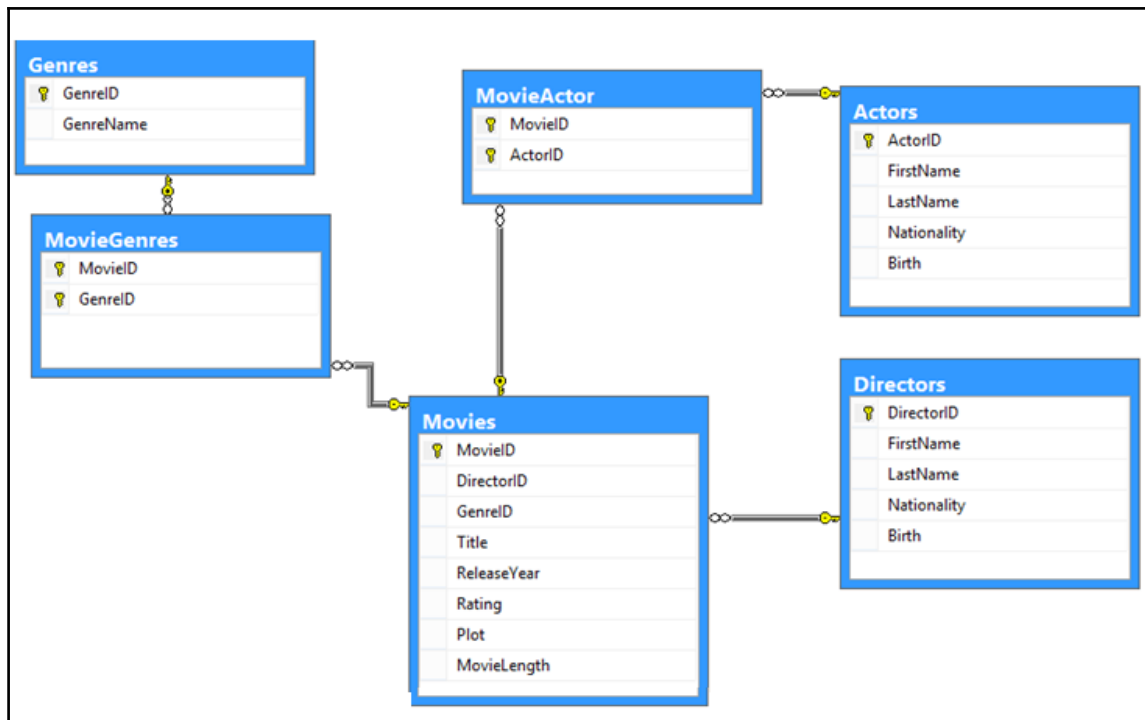 Genres
GenreID
GenreName
MovieGenres
MovieID
GenreID
MovieActor
MovieID
ActorID
Actors
ActorID
FirstName
LastName
Nationality
Birth
Movies
MovieID
DirectorID
GenreID
Title
ReleaseYear
Rating
Plot
MovieLength
Directors
DirectorID
FirstName
LastName
Nationality
Birth